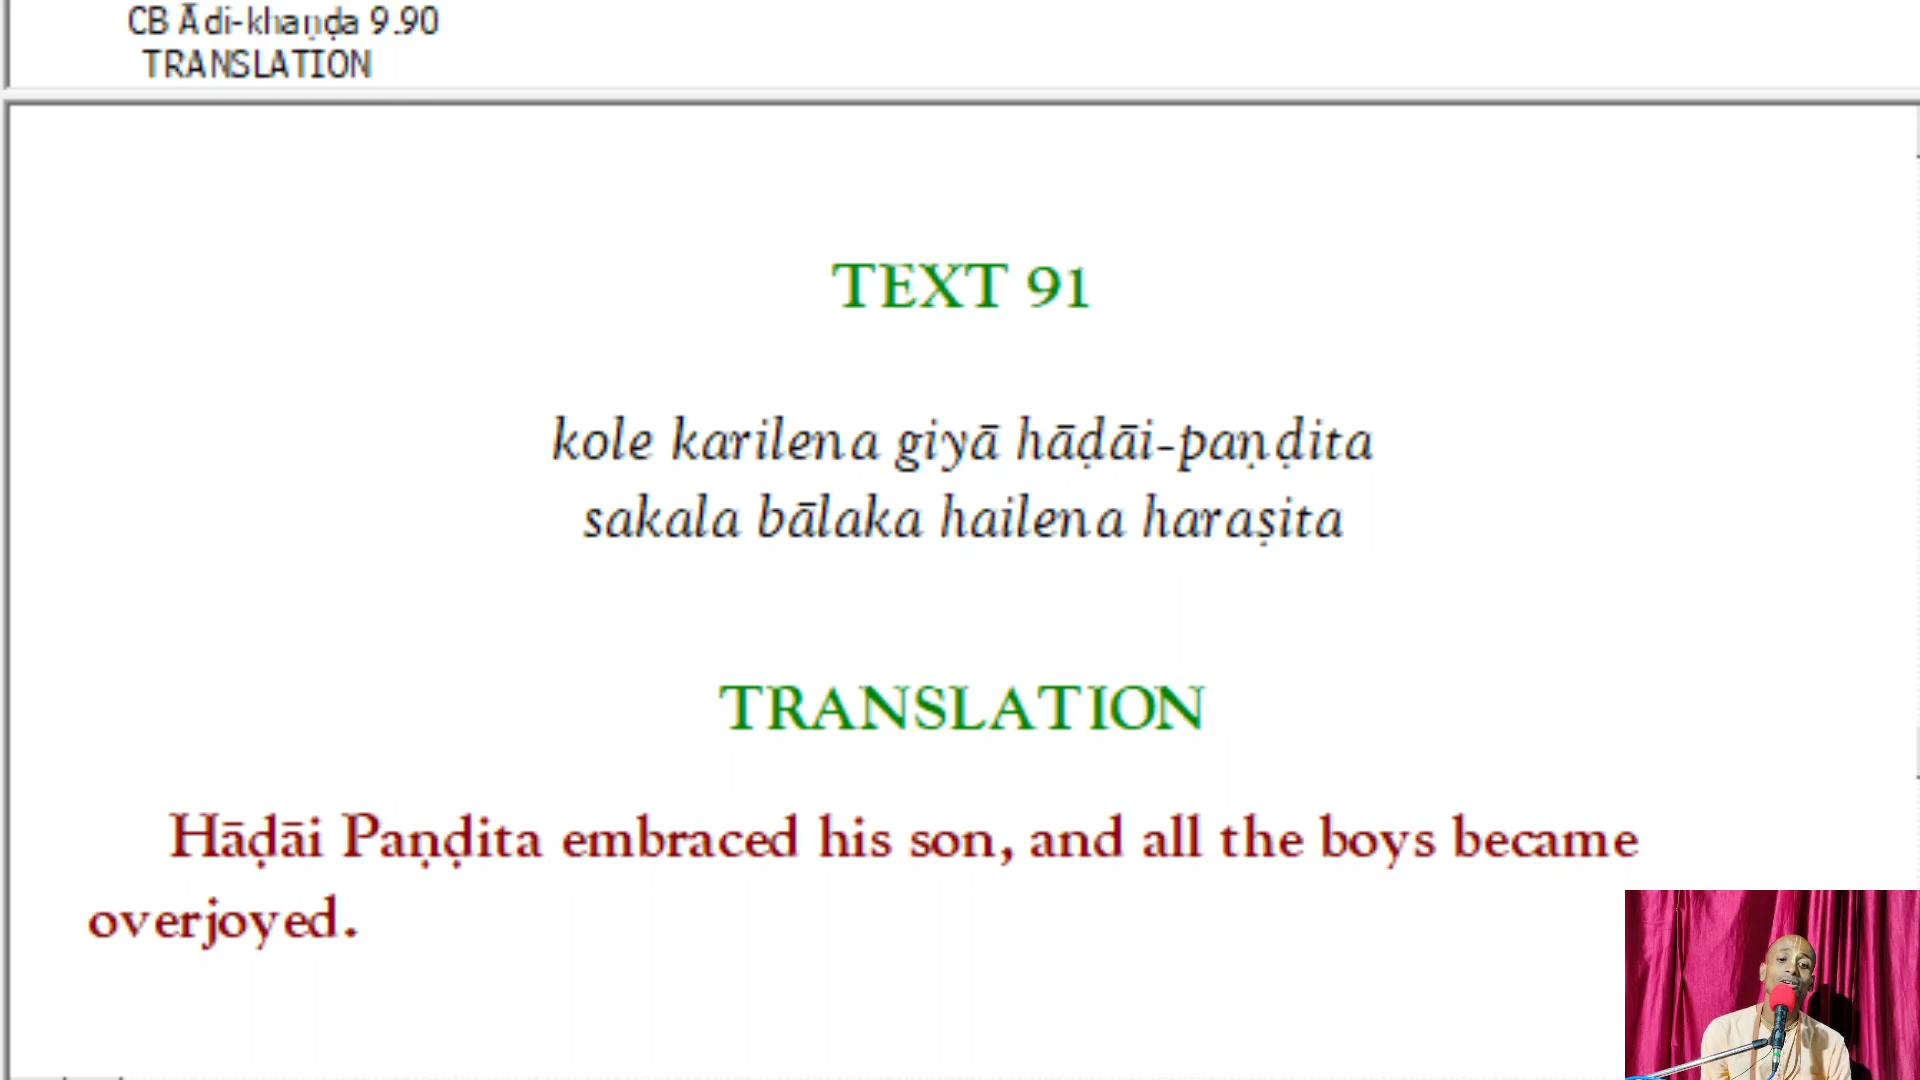 CB Ādi-khaṇḍa 9.90
TRANSLATION
TEXT 91
kole karilena giyā hāḍāi-paṇḍita
sakala bālaka hailena haraṣita
TRANSLATION
Hāḍāi Paṇḍita embraced his son, and all the boys became
overjoyed.